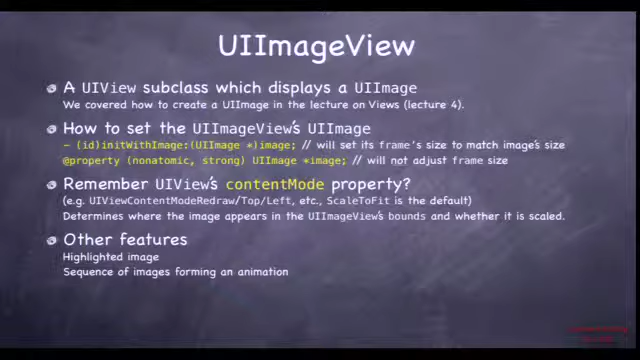 UIImageView
A UIView subclass which displays a UIImage
We covered how to create a UIImage in the lecture on Views (lecture 4).
How to set the UIImageView's UIImage
- (id)initWithImage:(UIImage *)image; // will set its frame's size to match image's size
@property (nonatomic, strong) UIImage *image; // will not adjust frame size
Remember UIView's contentMode property?
(e.g. UIViewContentModeRedraw/Top/Left, etc., ScaleToFit is the default)
Determines where the image appears in the UIImageView's bounds and whether it is scaled.
Other features
Highlighted image
Sequence of images forming an animation